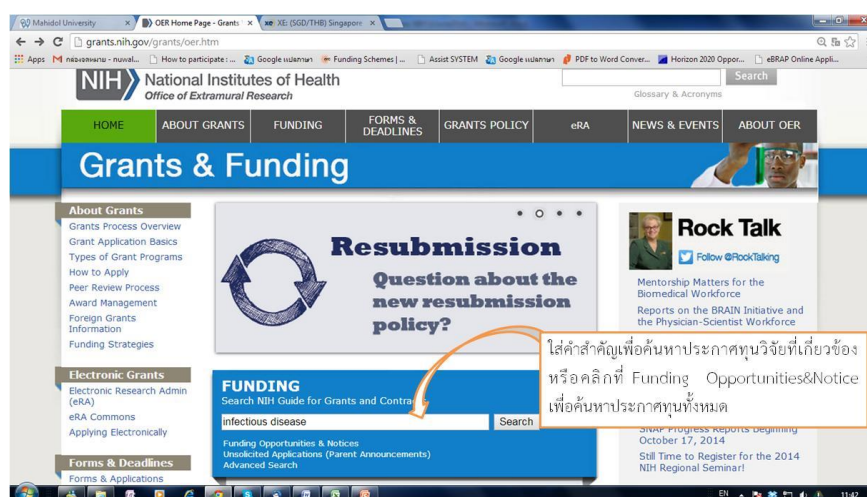 Mahidol University
OER Home Page - Grants
XE: (SGD/THB) Singapore
grants.nih.gov/grants/oer.htm
Apps
How to participate : ...
Google แปลภาษา
Funding Schemes | ...
Assist SYSTEM
Google แปลภาษา
PDF to Word Conver...
Horizon 2020 Oppor...
eBRAP Online Appli...
NIH
National Institutes of Health
Office of Extramural Research
Search
Glossary & Acronyms
HOME
ABOUT GRANTS
FUNDING
FORMS & DEADLINES
GRANTS POLICY
eRA
NEWS & EVENTS
ABOUT OER
Grants & Funding
About Grants
Grants Process Overview
Grant Application Basics
Types of Grant Programs
How to Apply
Peer Review Process
Award Management
Foreign Grants
Information
Funding Strategies
Electronic Grants
Electronic Research Admin
(eRA)
eRA Commons
Applying Electronically
Forms & Deadlines
Forms & Applications
Resubmission
Question about the
new resubmission
policy?
FUNDING
Search NIH Guide for Grants and Contracts
infectious disease
Search
Funding Opportunities & Notices
Unsolicited Applications (Parent Announcements)
Advanced Search
Rock Talk
Follow @RockTalking
Mentorship Matters for the
Biomedical Workforce
Reports on the BRAIN Initiative and
the Physician-Scientist Workforce
ใส่คำสำคัญเพื่อค้นหาประกาศทุนวิจัยที่เกี่ยวข้อง
หรือคลิกที่ Funding Opportunities&Notice
เพื่อค้นหาประกาศทุนทั้งหมด
SNAP Progress Reports Beginning
October 17, 2014
Still Time to Register for the 2014
NIH Regional Seminar!
EN
11:42